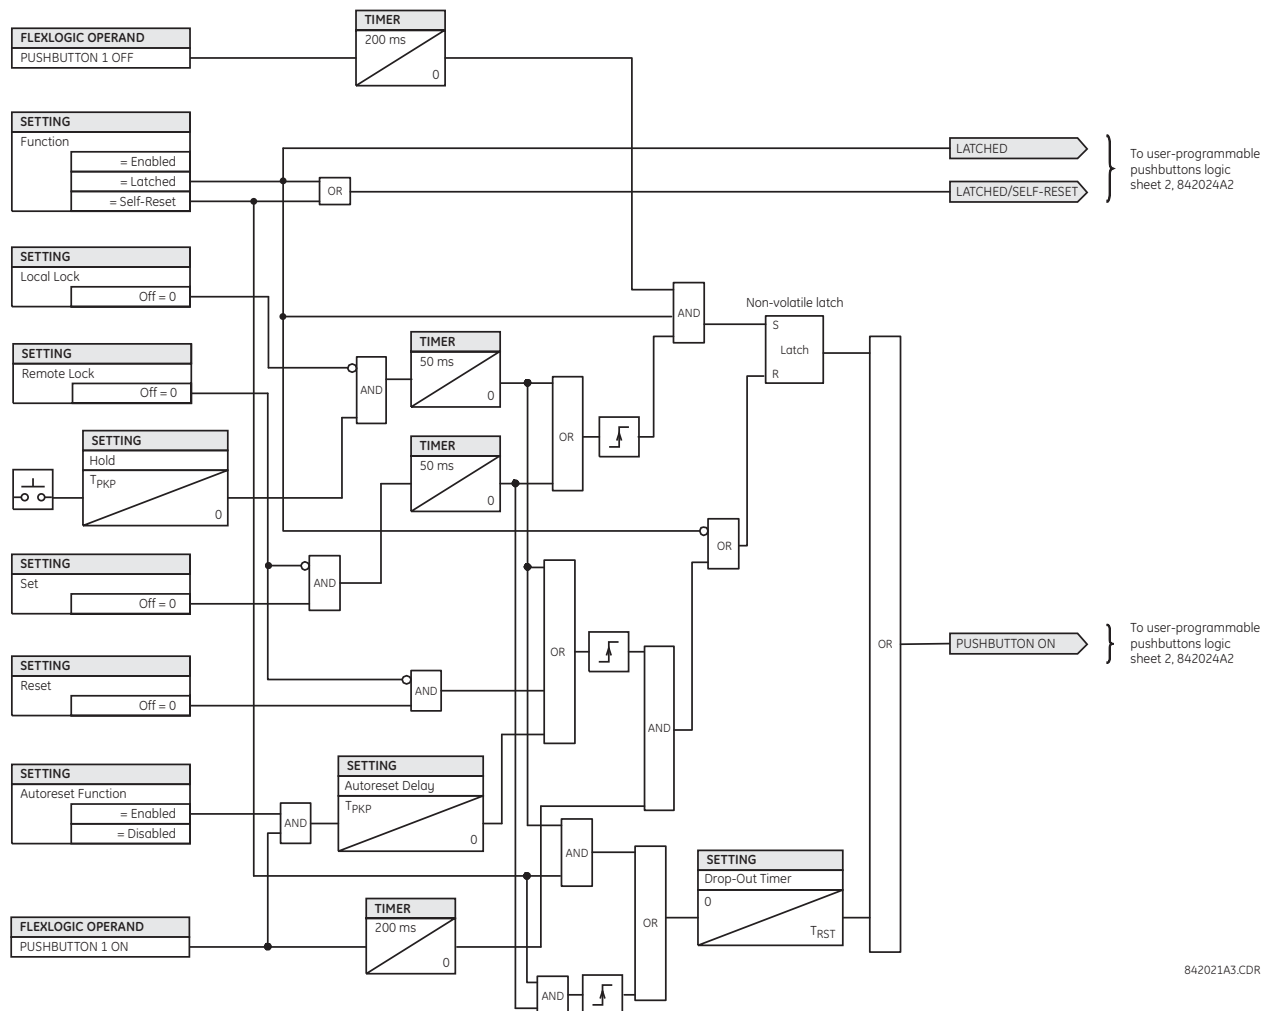 TIMER
200 ms
0
FLEXLOGIC OPERAND
PUSHBUTTON 1 OFF
SETTING
Function
= Enabled
= Latched
= Self-Reset
OR
LATCHED
LATCHED/SELF-RESET
To user-programmable
pushbuttons logic
sheet 2, 842024A2
SETTING
Local Lock
Off = 0
AND
Non-volatile latch
S
Latch
R
SETTING
Remote Lock
Off = 0
AND
TIMER
50 ms
0
OR
SETTING
Hold
TPKP
0
TIMER
50 ms
0
OR
SETTING
Set
Off = 0
AND
OR
AND
OR
PUSHBUTTON ON
To user-programmable
pushbuttons logic
sheet 2, 842024A2
SETTING
Reset
Off = 0
AND
SETTING
Autoreset Function
= Enabled
= Disabled
AND
SETTING
Autoreset Delay
TPKP
0
AND
OR
SETTING
Drop-Out Timer
0
TRST
FLEXLOGIC OPERAND
PUSHBUTTON 1 ON
TIMER
200 ms
0
AND
842021A3.CDR